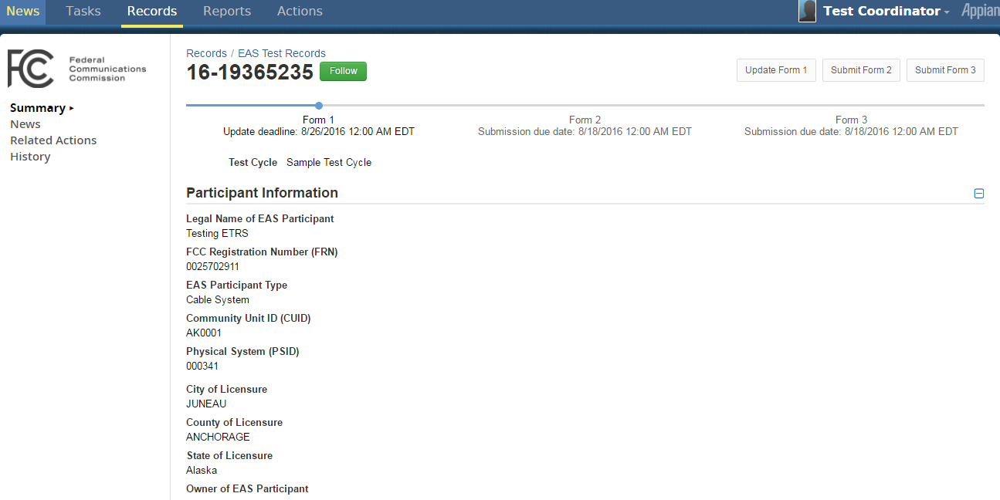 News Tasks Records Reports Actions Test Coordinator Appian
FCC Federal
Communications
Commission
Summary
News
Related Actions
History
Records / EAS Test Records
16-19365235 Follow
Update Form 1 Submit Form 2 Submit Form 3
Form 1 Form 2 Form 3
Update deadline: 8/26/2016 12:00 AM EDT Submission due date: 8/18/2016 12:00 AM EDT Submission due date: 8/18/2016 12:00 AM EDT
Test Cycle Sample Test Cycle
Participant Information
Legal Name of EAS Participant
Testing ETRS
FCC Registration Number (FRN)
0025702911
EAS Participant Type
Cable System
Community Unit ID (CUID)
AK0001
Physical System (PSID)
000341
City of Licensure
JUNEAU
County of Licensure
ANCHORAGE
State of Licensure
Alaska
Owner of EAS Participant